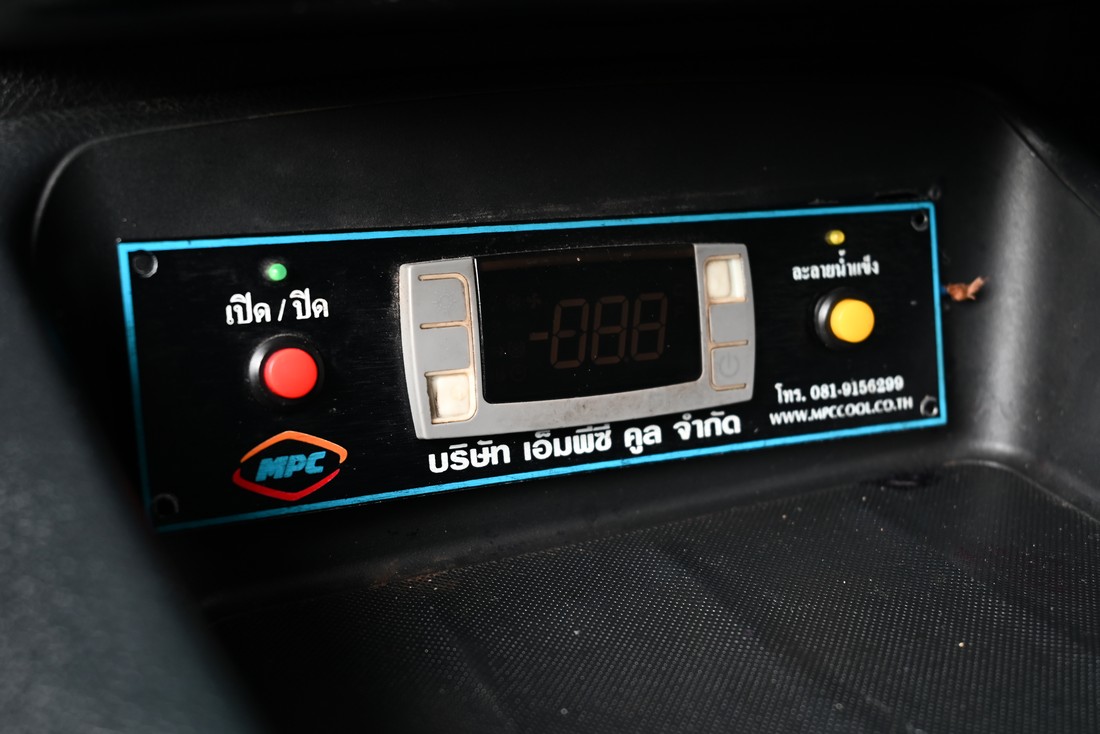 เปิด / ปิด
ละลายน้ำแข็ง
-088
โทร. 081-9156299
WWW.MPCCOOL.CO.TH
MPC
บริษัท เอ็มพีซี คูล จำกัด